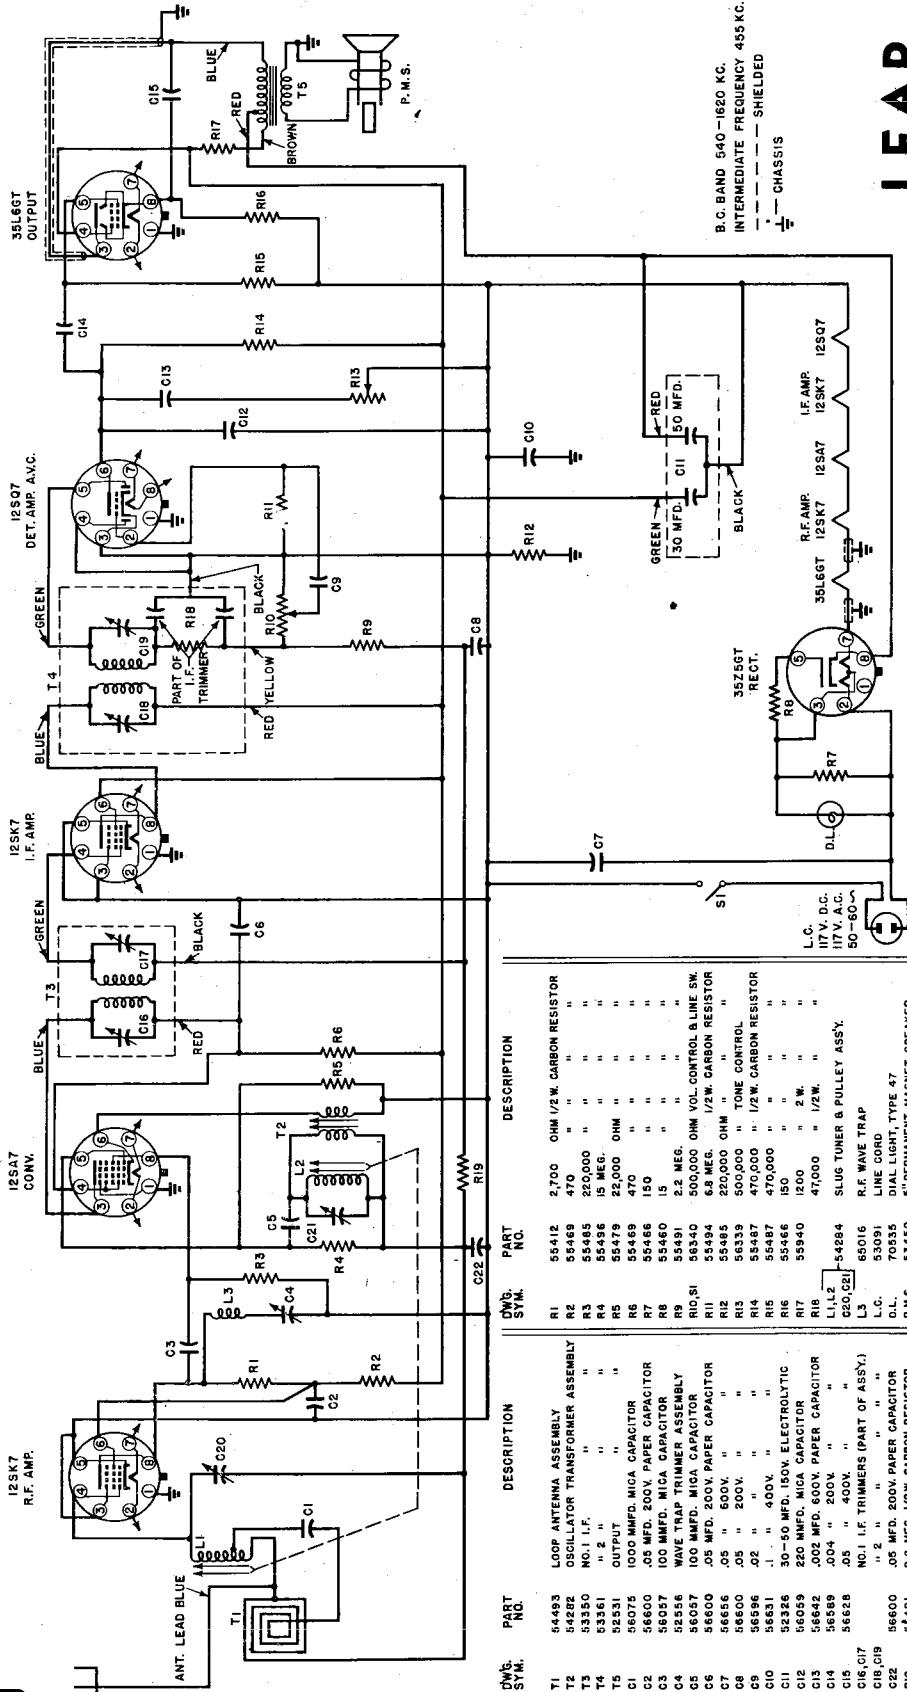 12SK7
R.F. AMP.
12SA7
CONV.
12SK7
I.F. AMP.
12SQ7
DET. AMP. A.V.C.
35L6GT
OUTPUT
ANT. LEAD BLUE
T1
L1
C1
C20
C2
R1
R2
C3
L3
C4
R3
R4
C5
C21
L2
T2
R5
R6
R19
C22
BLUE
T3
GREEN
C16
C17
RED
BLACK
C6
BLUE
T4
GREEN
C18
C19
PART OF
I.F.
TRIMMER
R18
RED
YELLOW
BLACK
R9
R10
R11
C8
C9
R12
C10
C12
C13
R13
R14
C14
R15
R16
R17
C15
BLUE
RED
BROWN
T5
P.M.S.
B.C. BAND 540-1620 KC.
INTERMEDIATE FREQUENCY 455 KC.
SHIELDED
CHASSIS
LEAR
GREEN
RED
30 MFD.
C11
50 MFD.
BLACK
35Z5GT
RECT.
35L6GT
R.F. AMP.
12SK7
12SA7
I.F. AMP.
12SK7
12SQ7
R8
R7
D.L.
C7
S1
L.C.
117 V. D.C.
117 V. A.C.
50-60~
DWG. SYM. PART NO. DESCRIPTION
T1 54493 LOOP ANTENNA ASSEMBLY
T2 54282 OSCILLATOR TRANSFORMER ASSEMBLY
T3 53350 NO.1 I.F. " "
T4 53361 " 2 " " "
T5 52531 OUTPUT "
C1 56075 1000 MMFD. MICA CAPACITOR
C2 56600 .05 MFD. 200V. PAPER CAPACITOR
C3 56057 100 MMFD. MICA CAPACITOR
C4 52556 WAVE TRAP TRIMMER ASSEMBLY
C5 56057 100 MMFD. MICA CAPACITOR
C6 56600 .05 MFD. 200V. PAPER CAPACITOR
C7 56656 .05 " 600V. " "
C8 56600 .05 " 200V. " "
C9 56596 .02 " " " "
C10 56631 .1 " 400V. " "
C11 52326 30-50 MFD. 150V. ELECTROLYTIC
C12 56059 220 MMFD. MICA CAPACITOR
C13 56642 .002 MFD. 600V. PAPER CAPACITOR
C14 56589 .004 " 200V. " "
C15 56628 .05 " 400V. " "
C16, C17 NO.1 I.F. TRIMMERS (PART OF ASS'Y.)
C18, C19 " 2 " " " "
C22 56600 .05 MFD. 200V. PAPER CAPACITOR
DWG. SYM. PART NO. DESCRIPTION
R1 55412 2,700 OHM 1/2 W. CARBON RESISTOR
R2 55469 470 " " " "
R3 55485 220,000 " " " "
R4 55496 15 MEG. " " "
R5 55479 22,000 OHM " " "
R6 55469 470 " " " "
R7 55466 150 " " " "
R8 55460 15 " " " "
R9 55491 2.2 MEG. " " "
R10, S1 56340 500,000 OHM VOL. CONTROL & LINE SW.
R11 55494 6.8 MEG. 1/2 W. CARBON RESISTOR
R12 55485 220,000 OHM " " "
R13 56339 500,000 " TONE CONTROL
R14 55487 470,000 " 1/2 W. CARBON RESISTOR
R15 55487 470,000 " " " "
R16 55466 150 " " " "
R17 55940 1200 " 2 W. " "
R18 47,000 " 1/2 W. " "
L1, L2 C20, C21 54284 SLUG TUNER & PULLEY ASS'Y.
L3 65016 R.F. WAVE TRAP
L.C. 53091 LINE CORD
D.L. 70535 DIAL LIGHT, TYPE 47